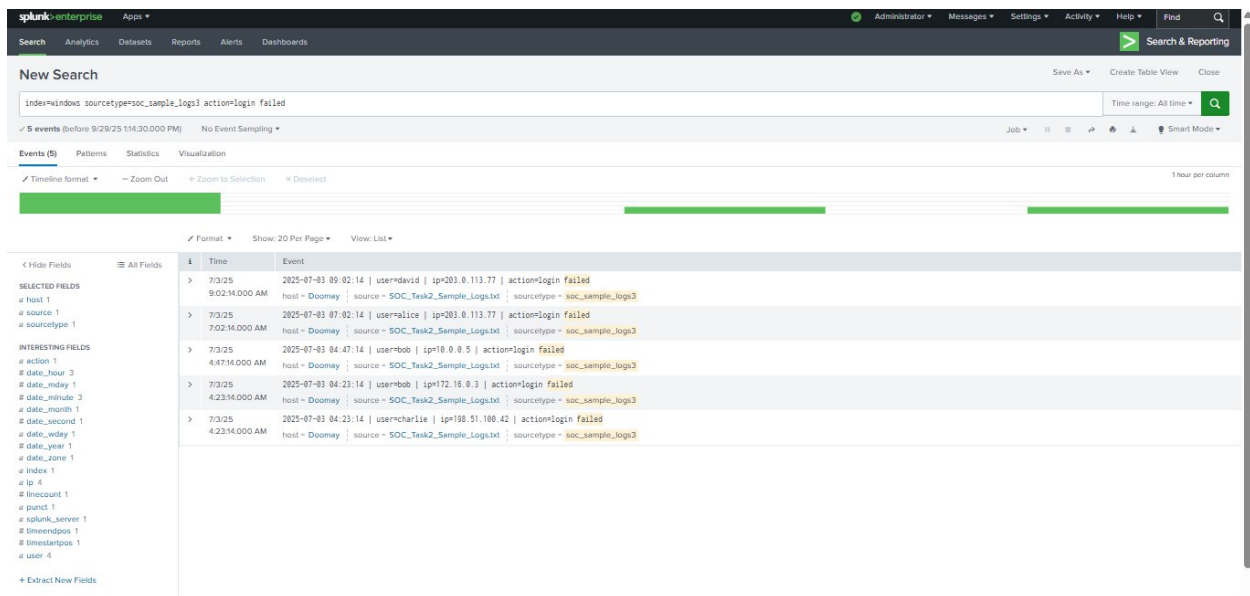 splunk>enterprise Apps
Administrator Messages Settings Activity Help Find
Search Analytics Datasets Reports Alerts Dashboards
Search & Reporting
New Search
Save As Create Table View Close
index=windows sourcetype=soc_sample_logs3 action=login failed
Time range: All time
5 events (before 9/29/25 1:14:30.000 PM) No Event Sampling
Job Smart Mode
Events (5) Patterns Statistics Visualization
Timeline format — Zoom Out + Zoom to Selection × Deselect
1 hour per column
Format Show: 20 Per Page View: List
< Hide Fields All Fields
i Time Event
SELECTED FIELDS
a host 1
a source 1
a sourcetype 1
INTERESTING FIELDS
a action 1
# date_hour 3
# date_mday 1
# date_minute 3
a date_month 1
# date_second 1
a date_wday 1
# date_year 1
a date_zone 1
a index 1
a ip 4
# linecount 1
a punct 1
a splunk_server 1
# timeendpos 1
# timestartpos 1
a user 4
+ Extract New Fields
> 7/3/25 2025-07-03 09:02:14 | user=david | ip=203.0.113.77 | action=login failed
9:02:14.000 AM host = Doomay source = SOC_Task2_Sample_Logs.txt sourcetype = soc_sample_logs3
> 7/3/25 2025-07-03 07:02:14 | user=alice | ip=203.0.113.77 | action=login failed
7:02:14.000 AM host = Doomay source = SOC_Task2_Sample_Logs.txt sourcetype = soc_sample_logs3
> 7/3/25 2025-07-03 04:47:14 | user=bob | ip=10.0.0.5 | action=login failed
4:47:14.000 AM host = Doomay source = SOC_Task2_Sample_Logs.txt sourcetype = soc_sample_logs3
> 7/3/25 2025-07-03 04:23:14 | user=bob | ip=172.16.0.3 | action=login failed
4:23:14.000 AM host = Doomay source = SOC_Task2_Sample_Logs.txt sourcetype = soc_sample_logs3
> 7/3/25 2025-07-03 04:23:14 | user=charlie | ip=198.51.100.42 | action=login failed
4:23:14.000 AM host = Doomay source = SOC_Task2_Sample_Logs.txt sourcetype = soc_sample_logs3